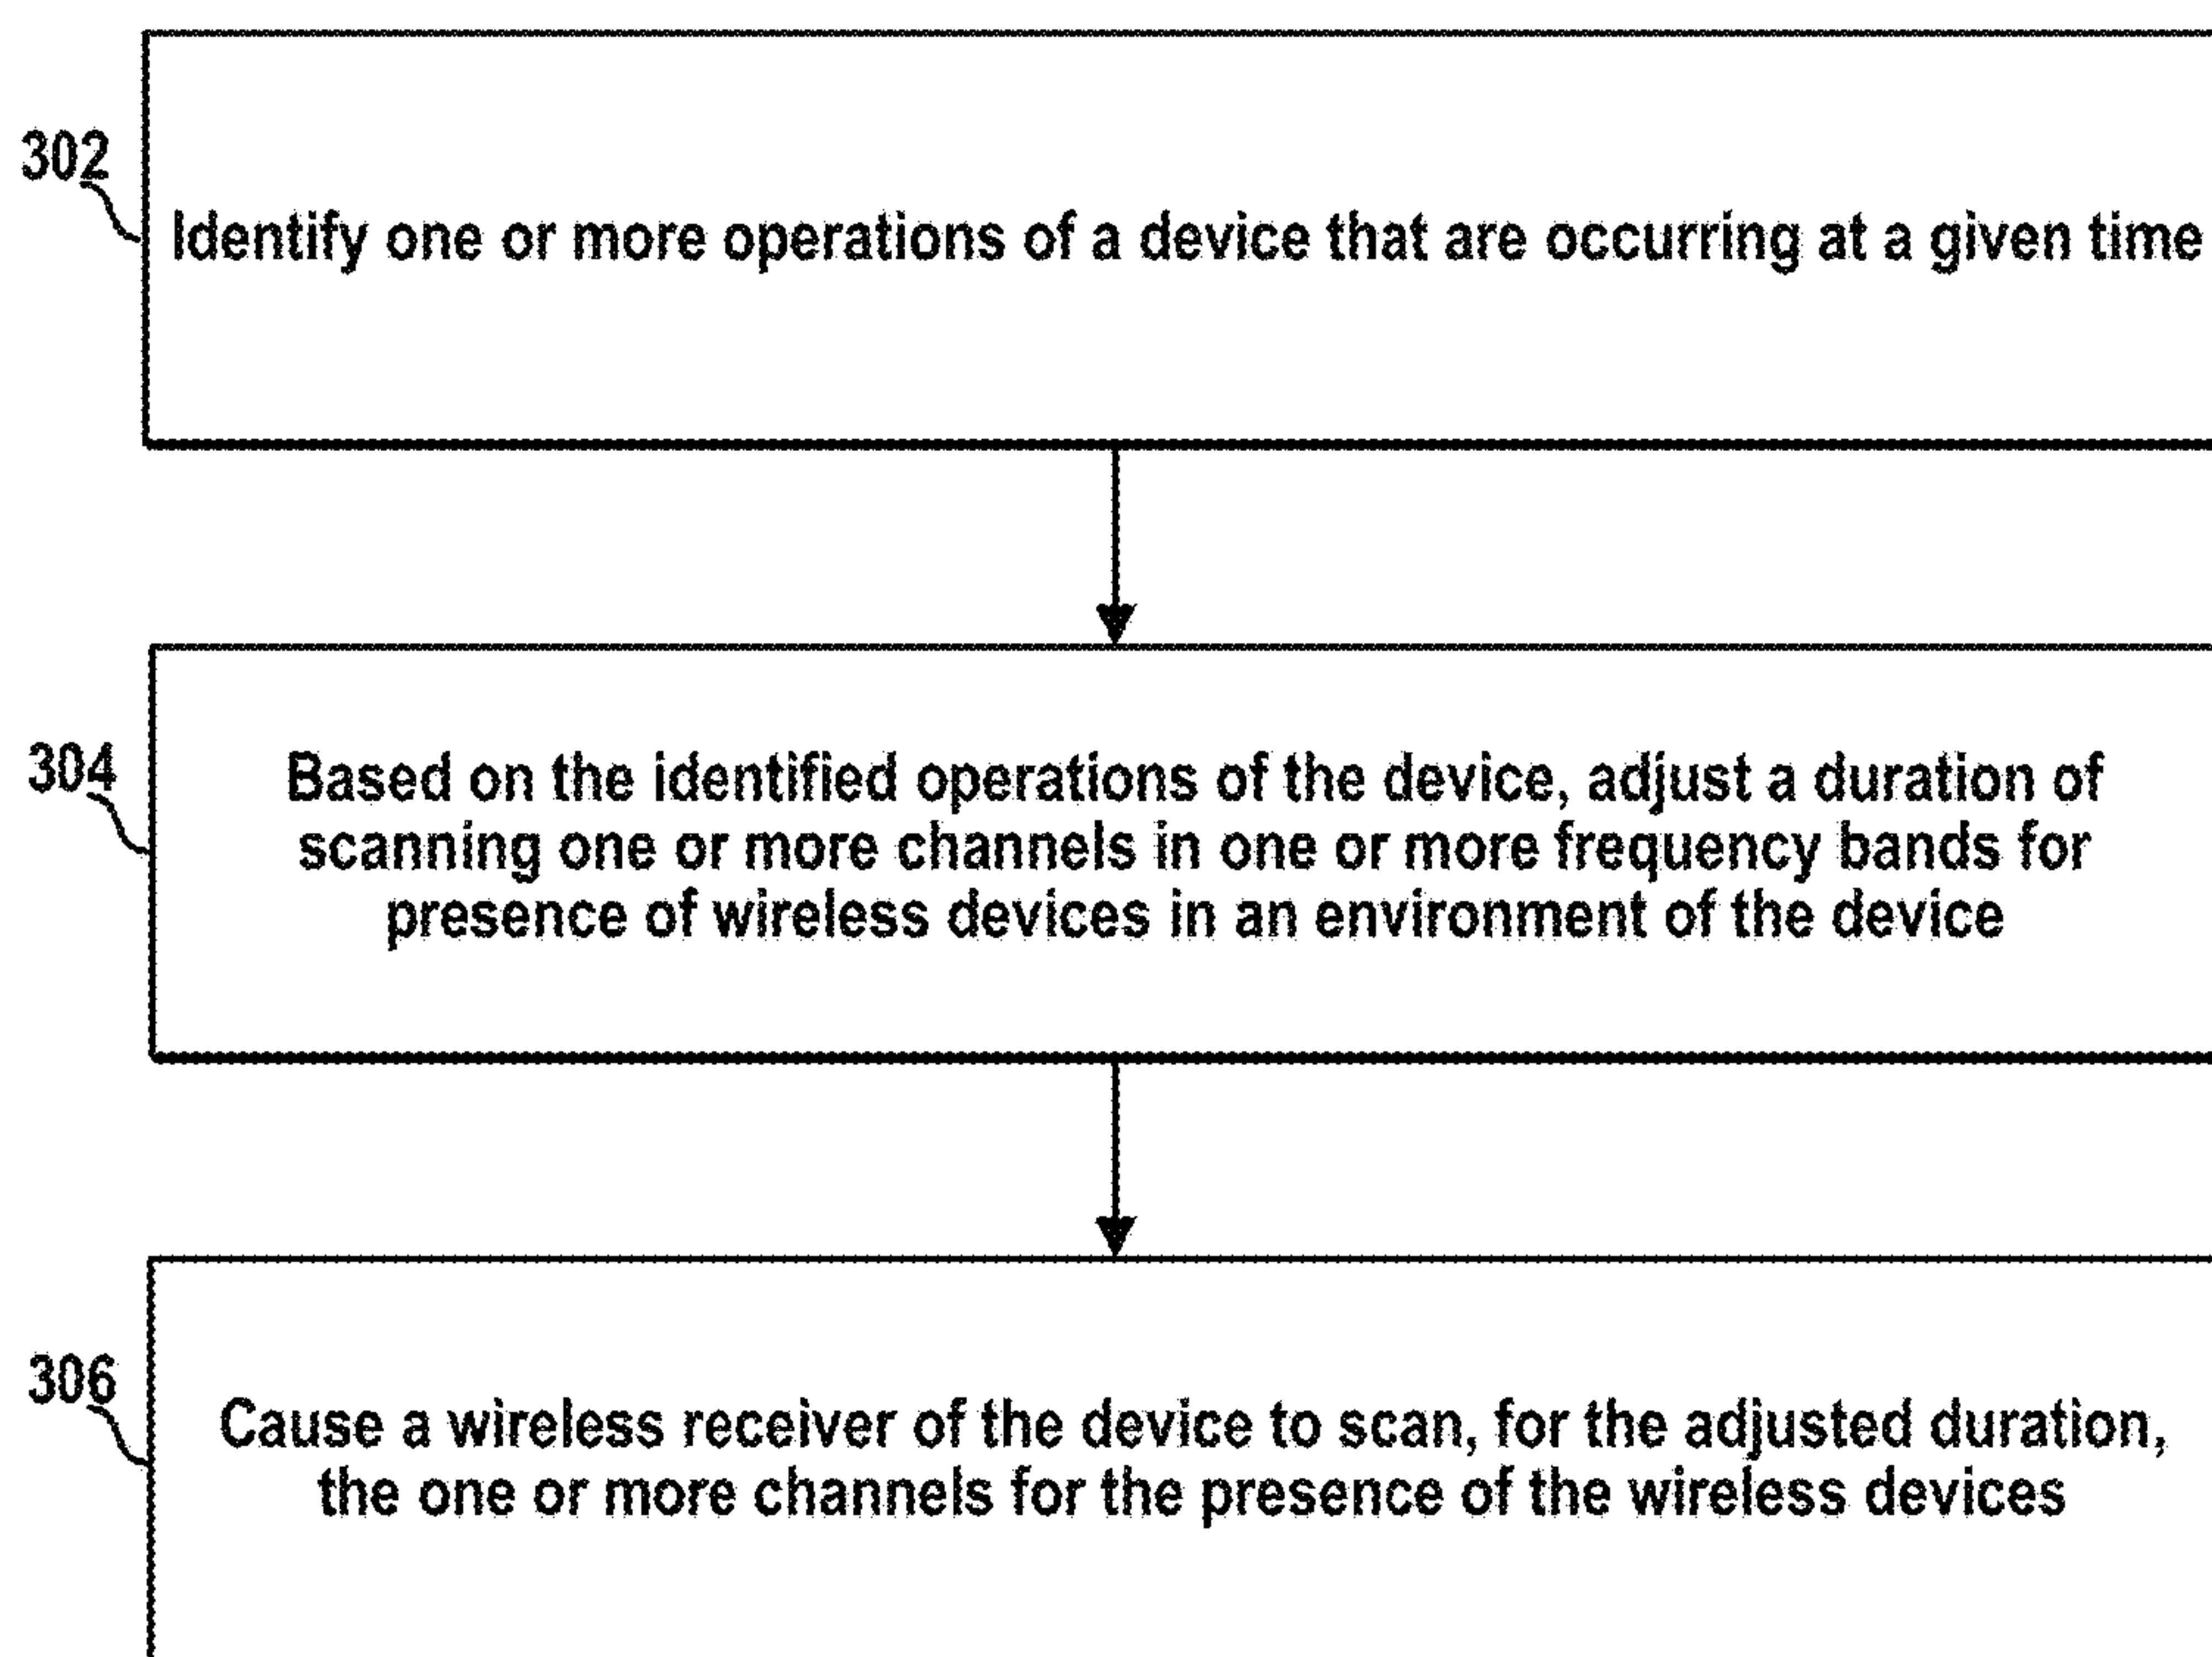 302
Identify one or more operations of a device that are occurring at a given time
304
Based on the identified operations of the device, adjust a duration of
scanning one or more channels in one or more frequency bands for
presence of wireless devices in an environment of the device
306
Cause a wireless receiver of the device to scan, for the adjusted duration,
the one or more channels for the presence of the wireless devices